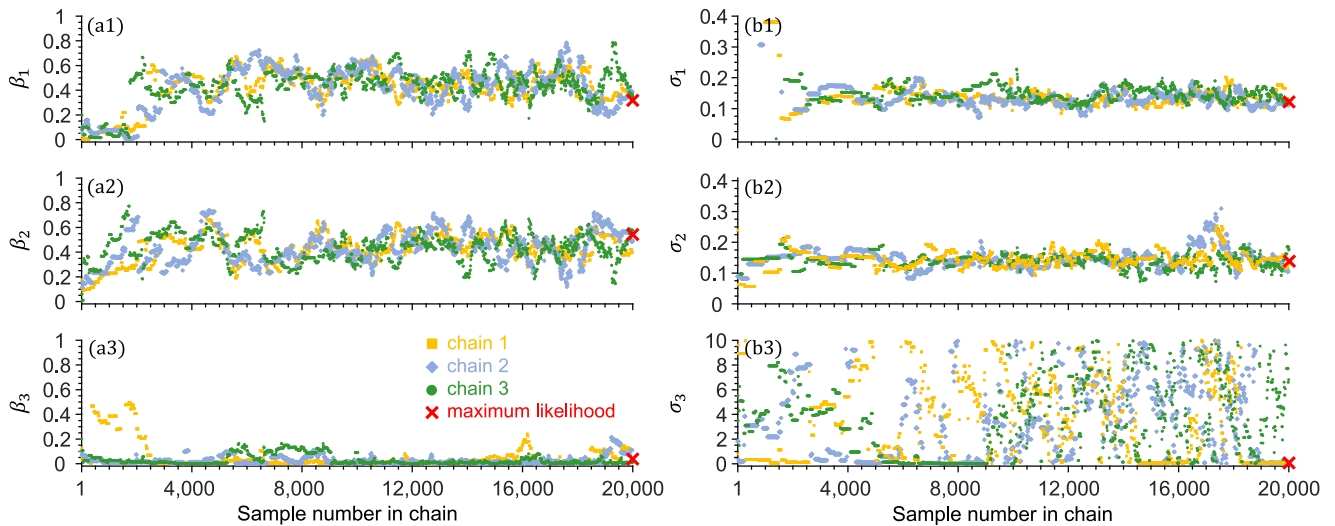 (a1)
β1
1
0.8
0.6
0.4
0.2
0
(b1)
σ1
0.4
0.3
0.2
0.1
0
(a2)
β2
1
0.8
0.6
0.4
0.2
0
(b2)
σ2
0.4
0.3
0.2
0.1
0
(a3)
β3
1
0.8
0.6
0.4
0.2
0
chain 1
chain 2
chain 3
maximum likelihood
1 4,000 8,000 12,000 16,000 20,000
Sample number in chain
(b3)
σ3
10
8
6
4
2
0
1 4,000 8,000 12,000 16,000 20,000
Sample number in chain